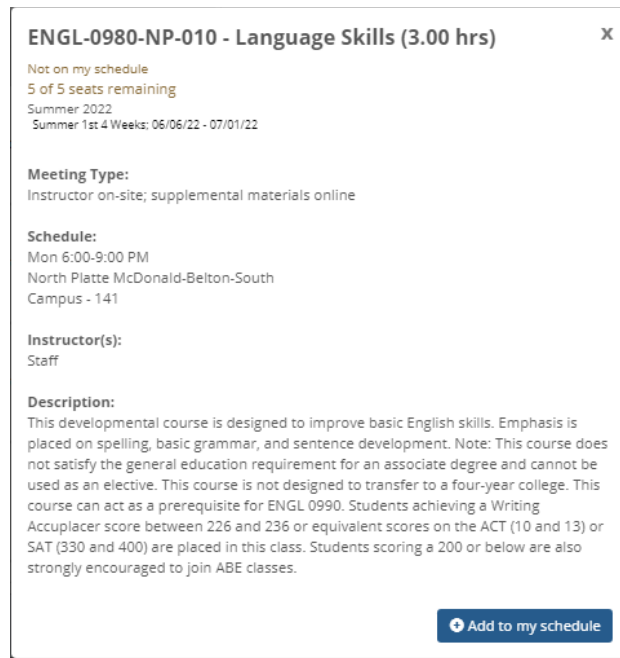 ENGL-0980-NP-010 - Language Skills (3.00 hrs)
X
Not on my schedule
5 of 5 seats remaining
Summer 2022
Summer 1st 4 Weeks; 06/06/22 - 07/01/22
Meeting Type:
Instructor on-site; supplemental materials online
Schedule:
Mon 6:00-9:00 PM
North Platte McDonald-Belton-South
Campus - 141
Instructor(s):
Staff
Description:
This developmental course is designed to improve basic English skills. Emphasis is
placed on spelling, basic grammar, and sentence development. Note: This course does
not satisfy the general education requirement for an associate degree and cannot be
used as an elective. This course is not designed to transfer to a four-year college. This
course can act as a prerequisite for ENGL 0990. Students achieving a Writing
Accuplacer score between 226 and 236 or equivalent scores on the ACT (10 and 13) or
SAT (330 and 400) are placed in this class. Students scoring a 200 or below are also
strongly encouraged to join ABE classes.
Add to my schedule